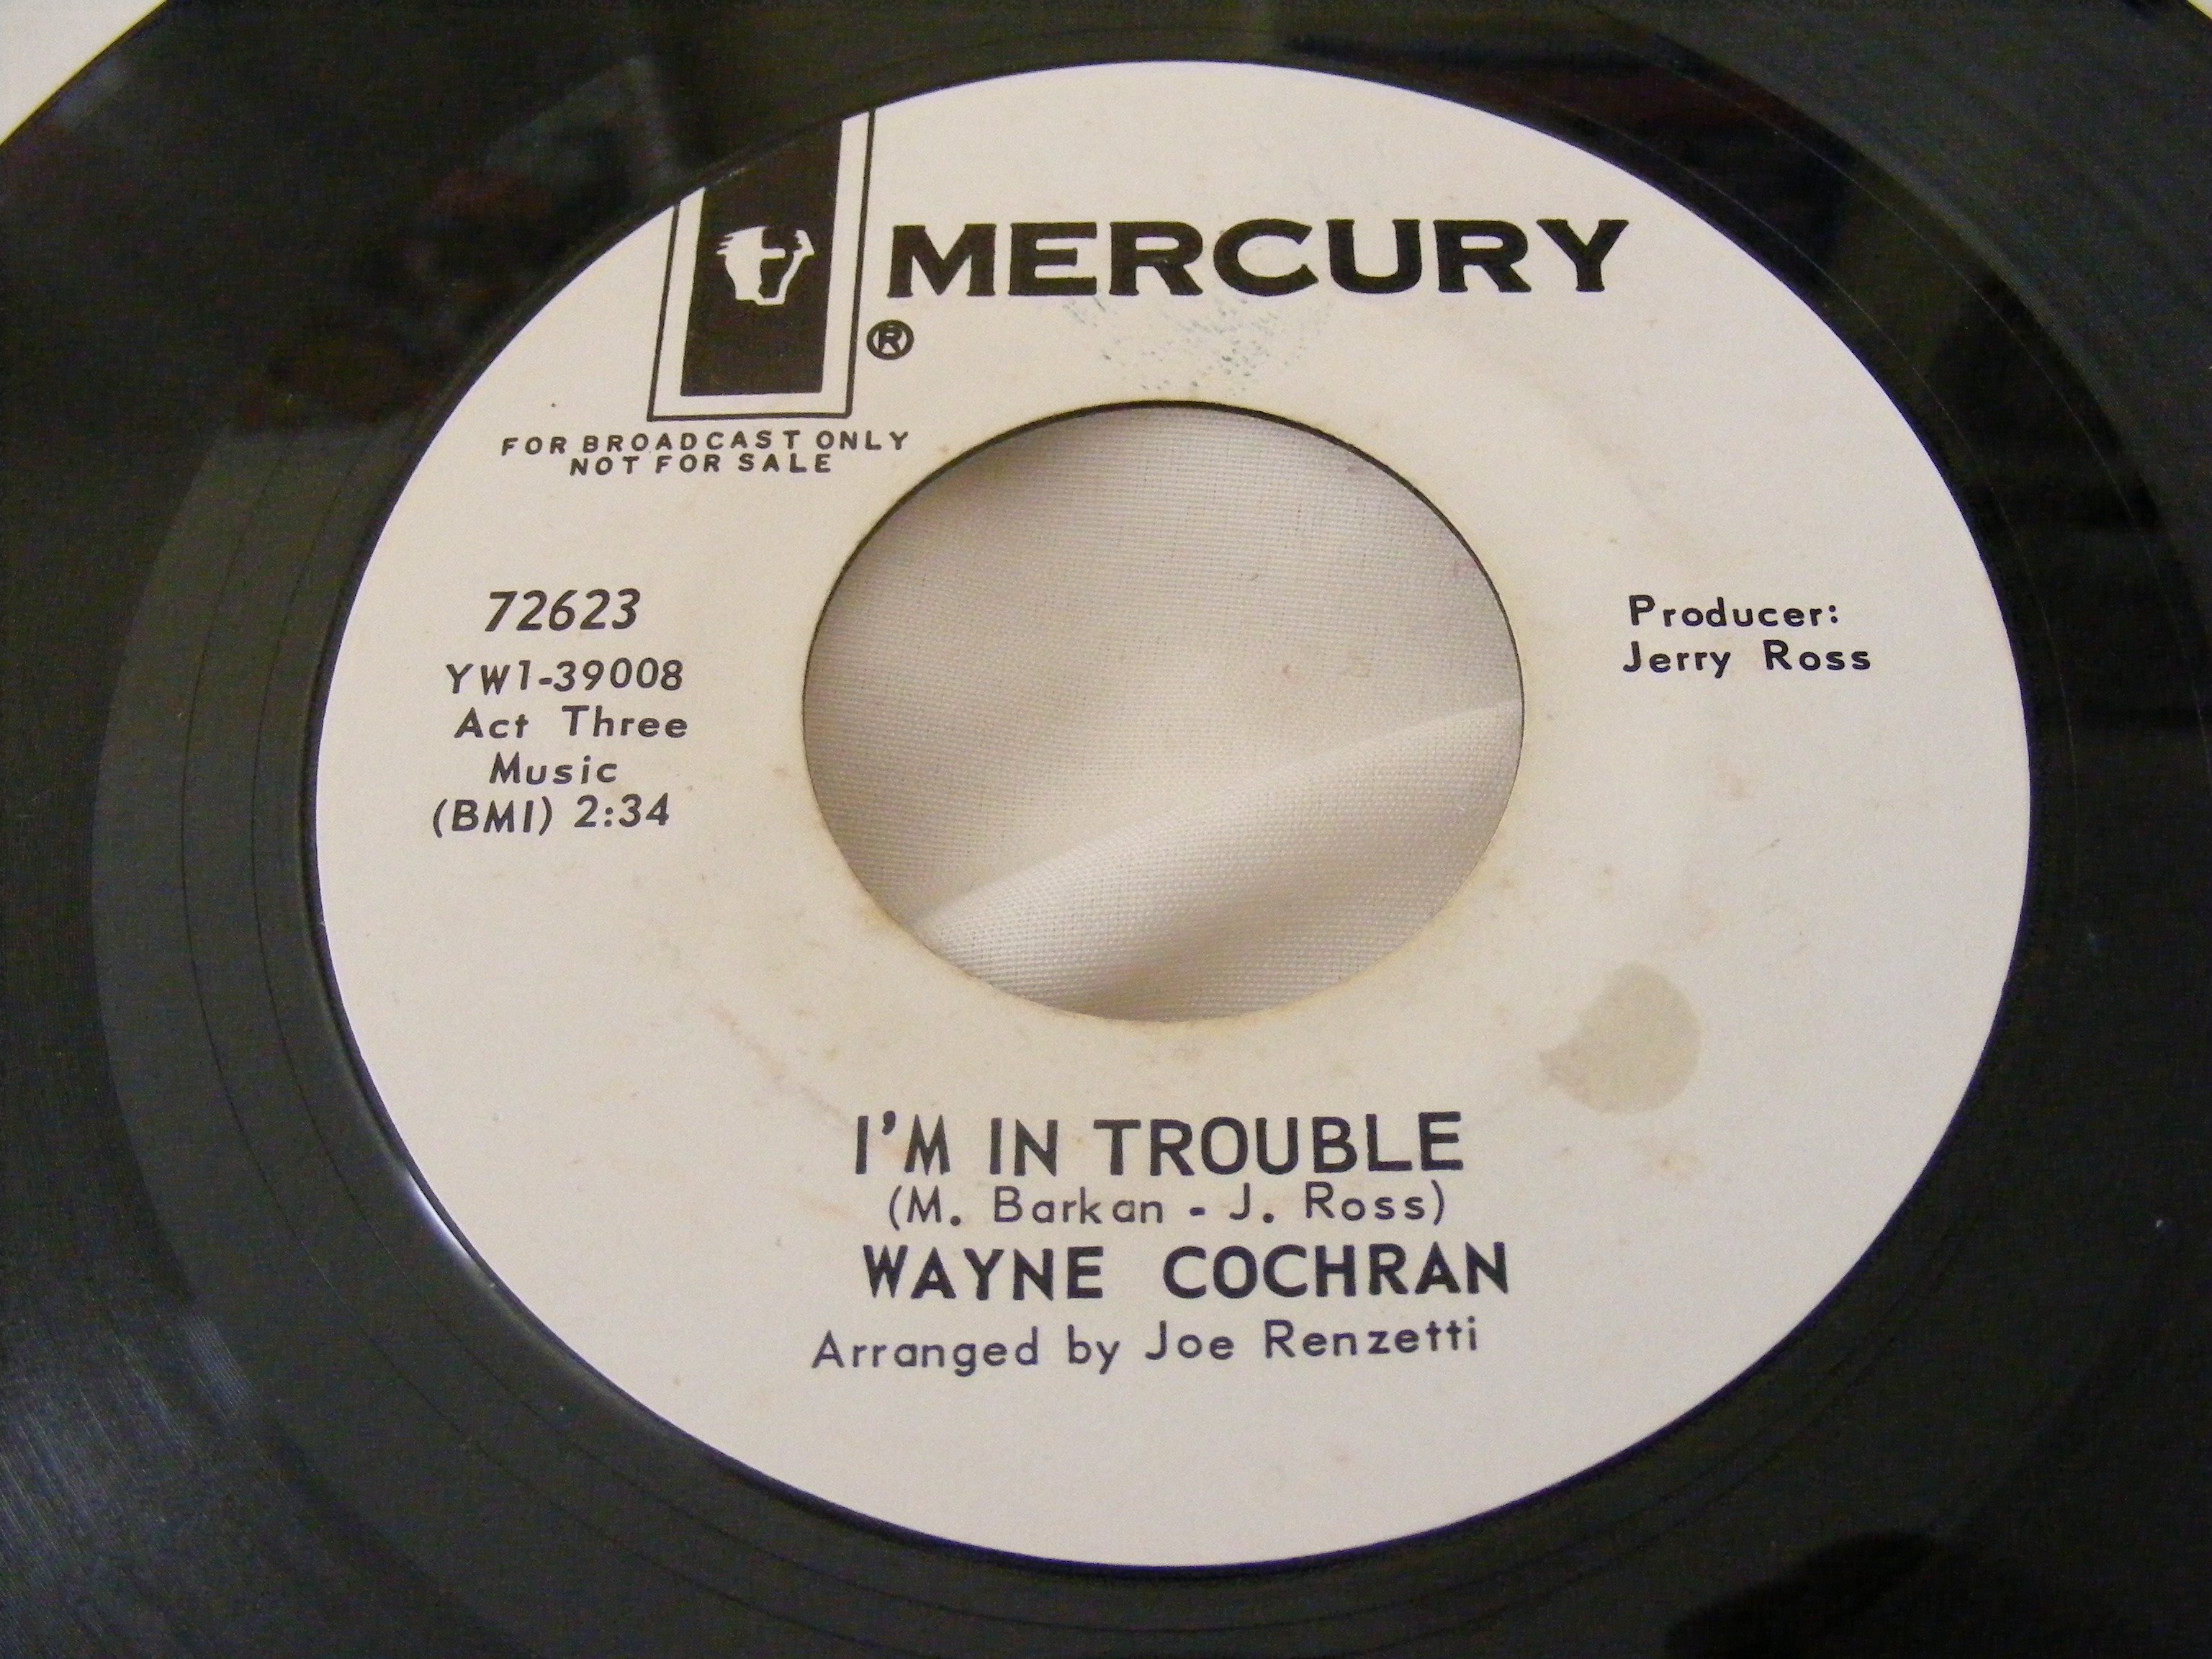 MERCURY
®
FOR BROADCAST ONLY
NOT FOR SALE
72623
YW1-39008
Act Three
Music
(BMI) 2:34
Producer:
Jerry Ross
I'M IN TROUBLE
(M. Barkan - J. Ross)
WAYNE COCHRAN
Arranged by Joe Renzetti